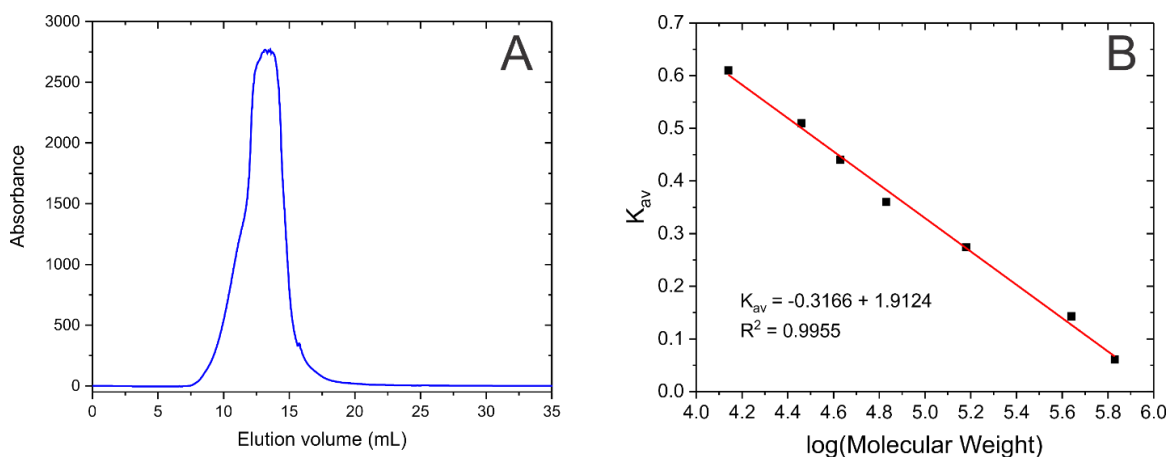 A
3000
2500
2000
1500
1000
500
0
Absorbance
0 5 10 15 20 25 30 35
Elution volume (mL)
B
0.7
0.6
0.5
0.4
0.3
0.2
0.1
0.0
K_av
K_av = -0.3166 + 1.9124
R² = 0.9955
4.0 4.2 4.4 4.6 4.8 5.0 5.2 5.4 5.6 5.8 6.0
log(Molecular Weight)